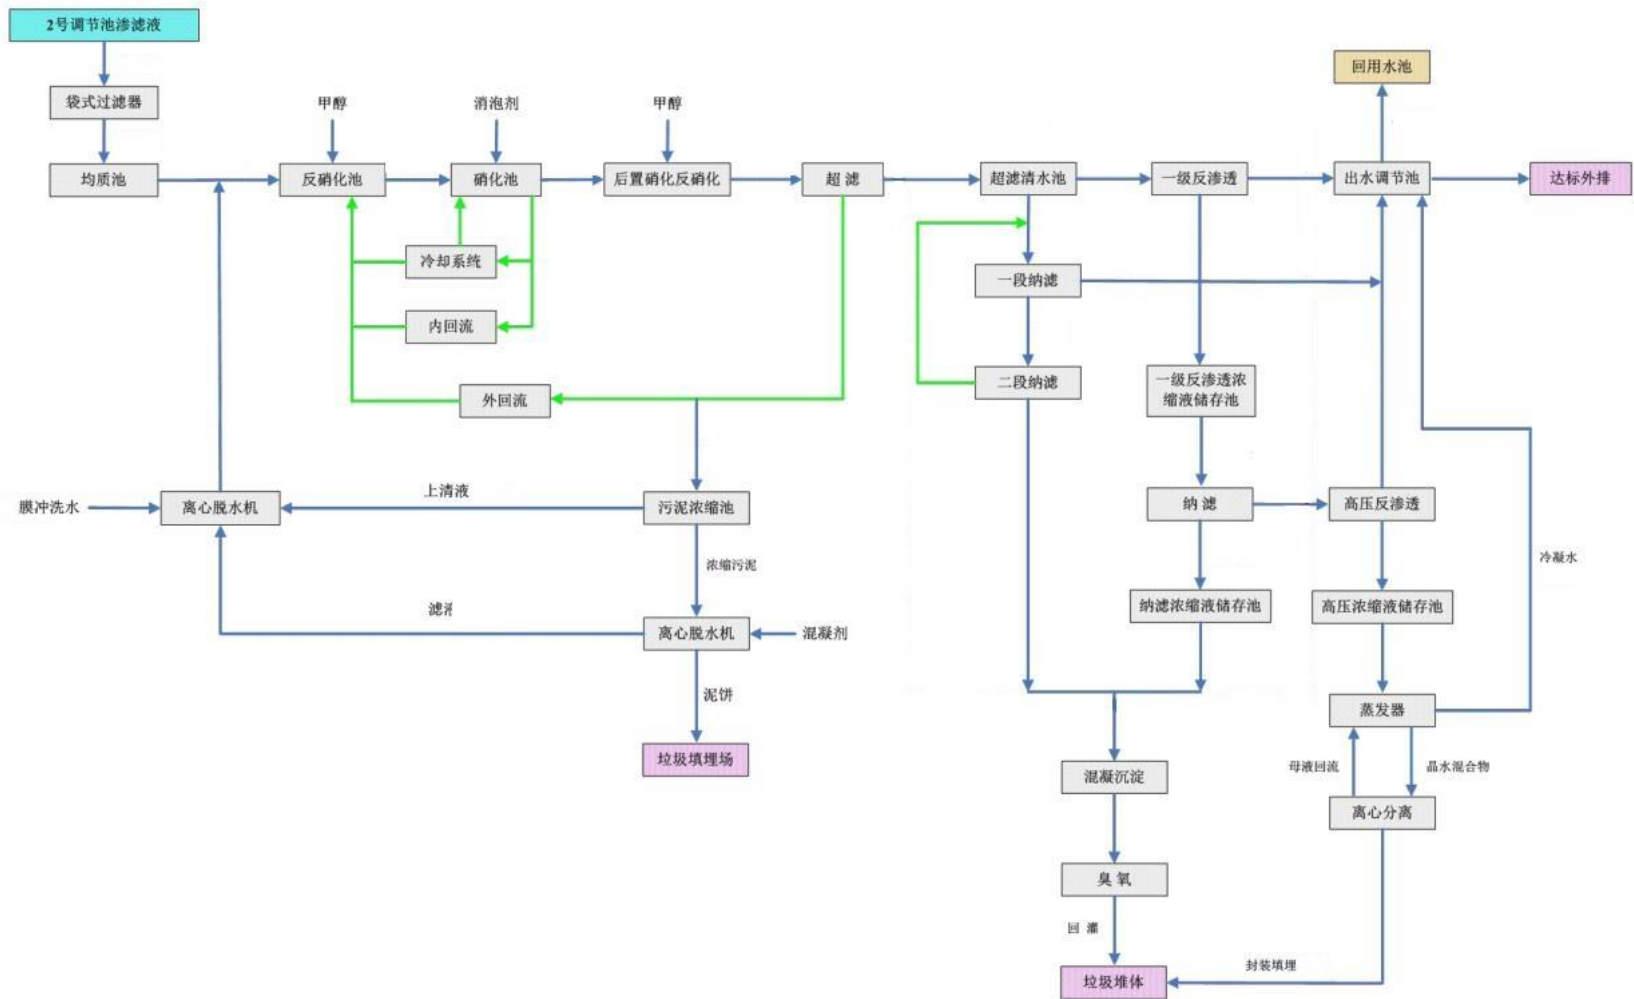 2号调节池渗滤液
回用水池
袋式过滤器
甲醇
消泡剂
甲醇
均质池
反硝化池
硝化池
后置硝化反硝化
超 滤
超滤清水池
一级反渗透
出水调节池
达标外排
冷却系统
一段纳滤
内回流
二段纳滤
一级反渗透浓
缩液储存池
外回流
上清液
膜冲洗水
离心脱水机
污泥浓缩池
纳 滤
高压反渗透
浓缩污泥
冷凝水
滤
纳滤浓缩液储存池
高压浓缩液储存池
离心脱水机
混凝剂
泥饼
蒸发器
垃圾填埋场
混凝沉淀
母液回流
晶水混合物
离心分离
臭 氧
回 灌
封装填埋
垃圾堆体